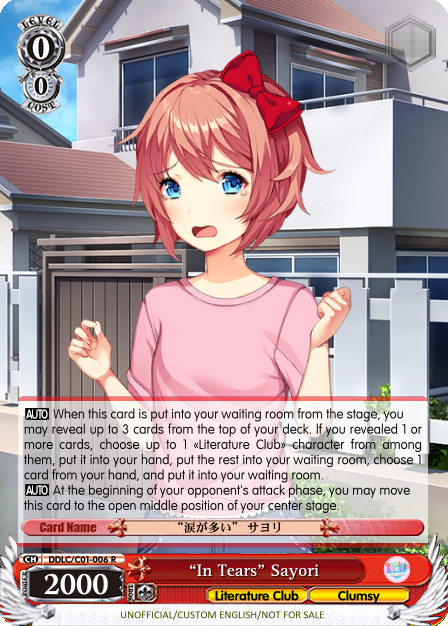 LEVEL
0
0
COST
AUTO When this card is put into your waiting room from the stage, you
may reveal up to 3 cards from the top of your deck. If you revealed 1 or
more cards, choose up to 1 «Literature Club» character from among
them, put it into your hand, put the rest into your waiting room, choose 1
card from your hand, and put it into your waiting room.
AUTO At the beginning of your opponent's attack phase, you may move
this card to the open middle position of your center stage.
Card Name “涙が多い” サヨリ
CH DDLC/C01-006 R
POWER 2000 SOUL “In Tears” Sayori
Literature Club Clumsy
UNOFFICIAL/CUSTOM ENGLISH/NOT FOR SALE